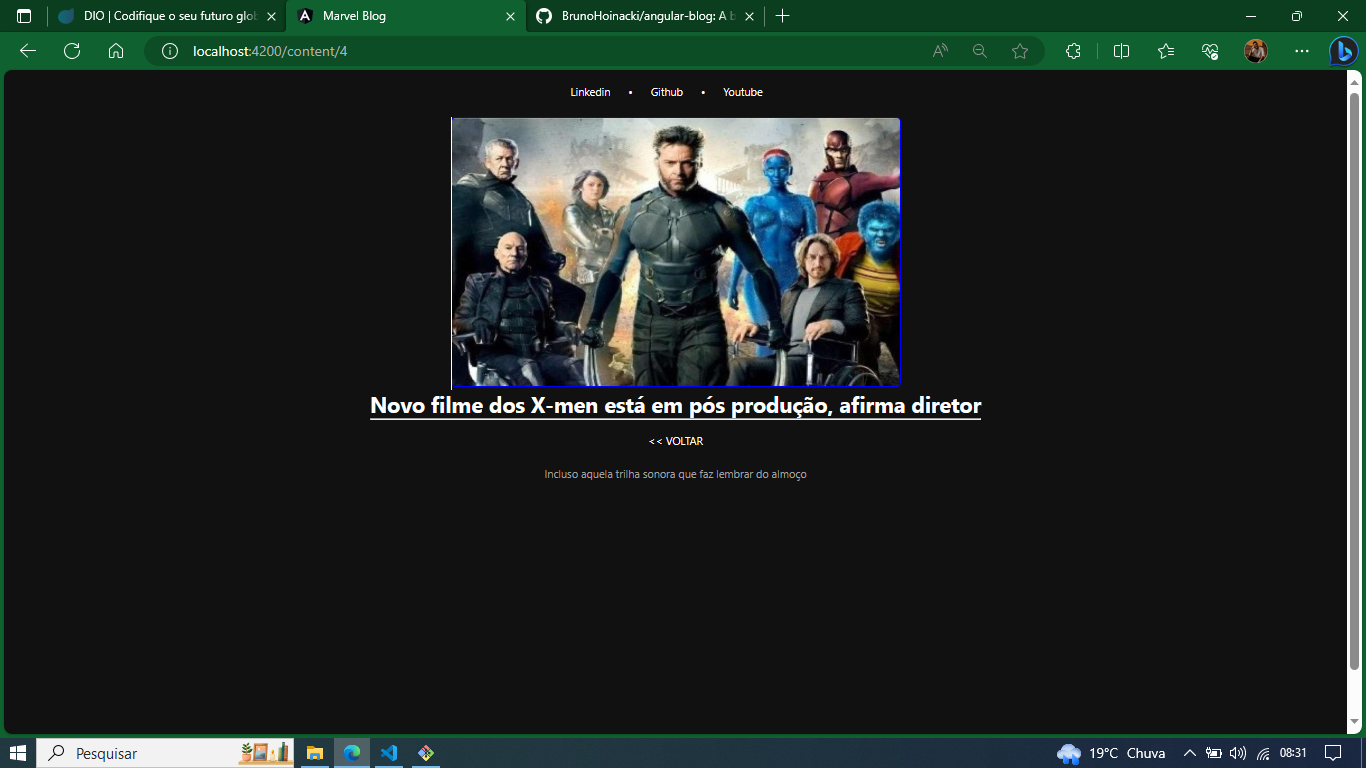 DIO | Codifique o seu futuro glob
Marvel Blog
BrunoHoinacki/angular-blog: A b
localhost:4200/content/4
Linkedin • Github • Youtube
Novo filme dos X-men está em pós produção, afirma diretor
<< VOLTAR
Incluso aquela trilha sonora que faz lembrar do almoço
Pesquisar
19°C Chuva
08:31